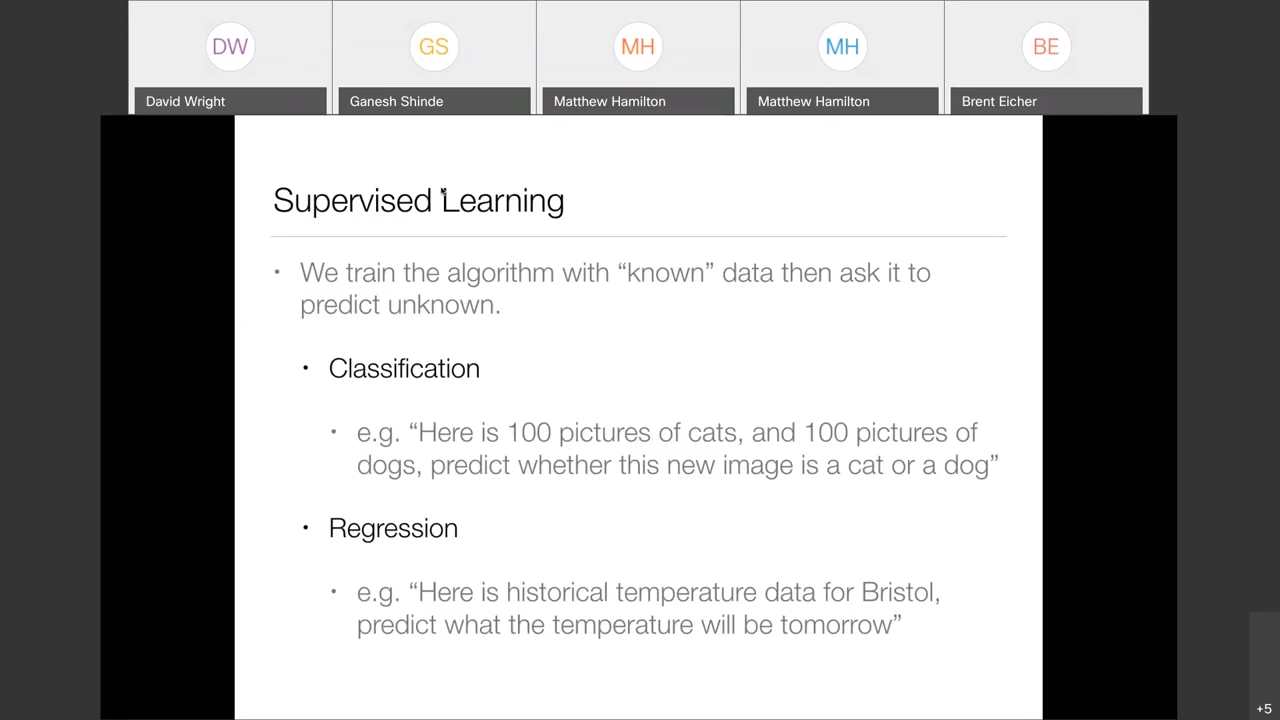 DW GS MH MH BE
David Wright Ganesh Shinde Matthew Hamilton Matthew Hamilton Brent Eicher
Supervised Learning
• We train the algorithm with “known” data then ask it to
predict unknown.
• Classification
• e.g. “Here is 100 pictures of cats, and 100 pictures of
dogs, predict whether this new image is a cat or a dog”
• Regression
• e.g. “Here is historical temperature data for Bristol,
predict what the temperature will be tomorrow”
+5